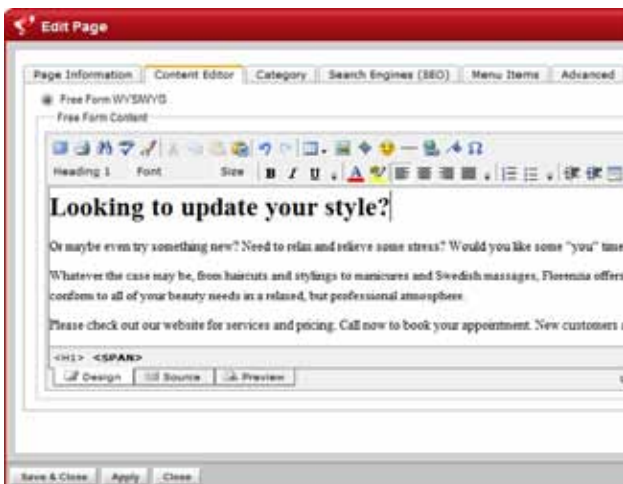 Edit Page
Page Information Content Editor Category Search Engines (SEO) Menu Items Advanced
Free Form WYSIWYG
Free Form Content
Heading 1 Font Size B I U A
Looking to update your style?
Or maybe even try something new? Need to relax and relieve some stress? Would you like some "you" time
Whatever the case may be, from haircuts and stylings to manicures and Swedish massages, Florenza offers
conform to all of your beauty needs in a relaxed, but professional atmosphere.
Please check out our website for services and pricing. Call now to book your appointment. New customers
<H1> <SPAN>
Design Source Preview
Save & Close Apply Close